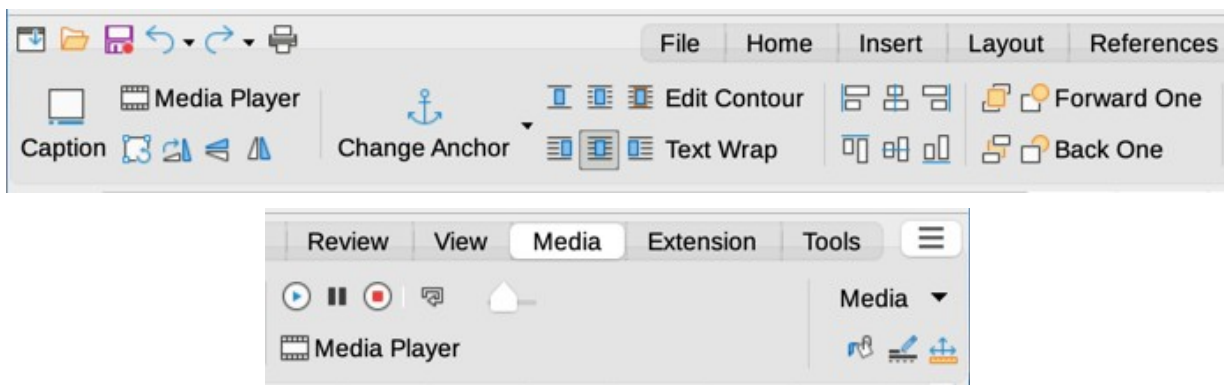 File Home Insert Layout References
Media Player Edit Contour Forward One
Caption Change Anchor Text Wrap Back One
Review View Media Extension Tools
Media
Media Player